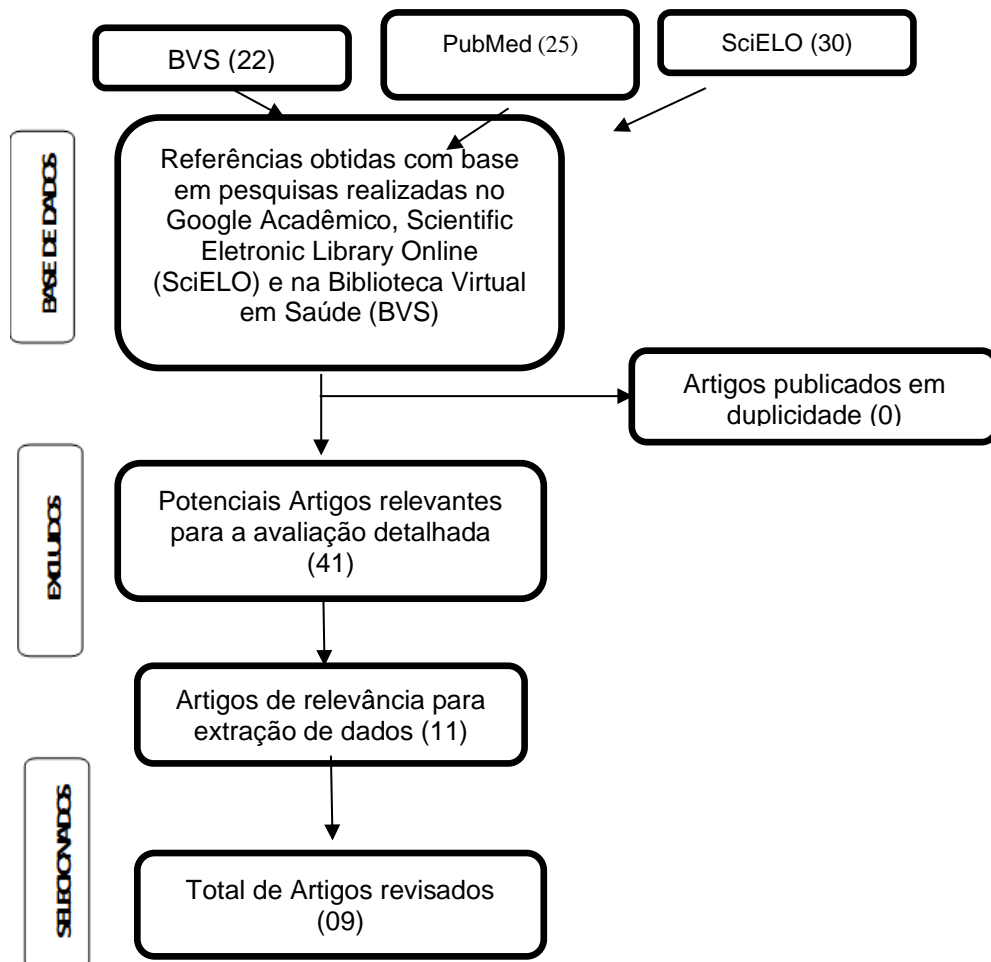 BVS (22)
PubMed (25)
SciELO (30)
BASE DE DADOS
Referências obtidas com base
em pesquisas realizadas no
Google Acadêmico, Scientific
Eletronic Library Online
(SciELO) e na Biblioteca Virtual
em Saúde (BVS)
Artigos publicados em
duplicidade (0)
EXCLUIDOS
Potenciais Artigos relevantes
para a avaliação detalhada
(41)
Artigos de relevância para
extração de dados (11)
SELECIONADOS
Total de Artigos revisados
(09)